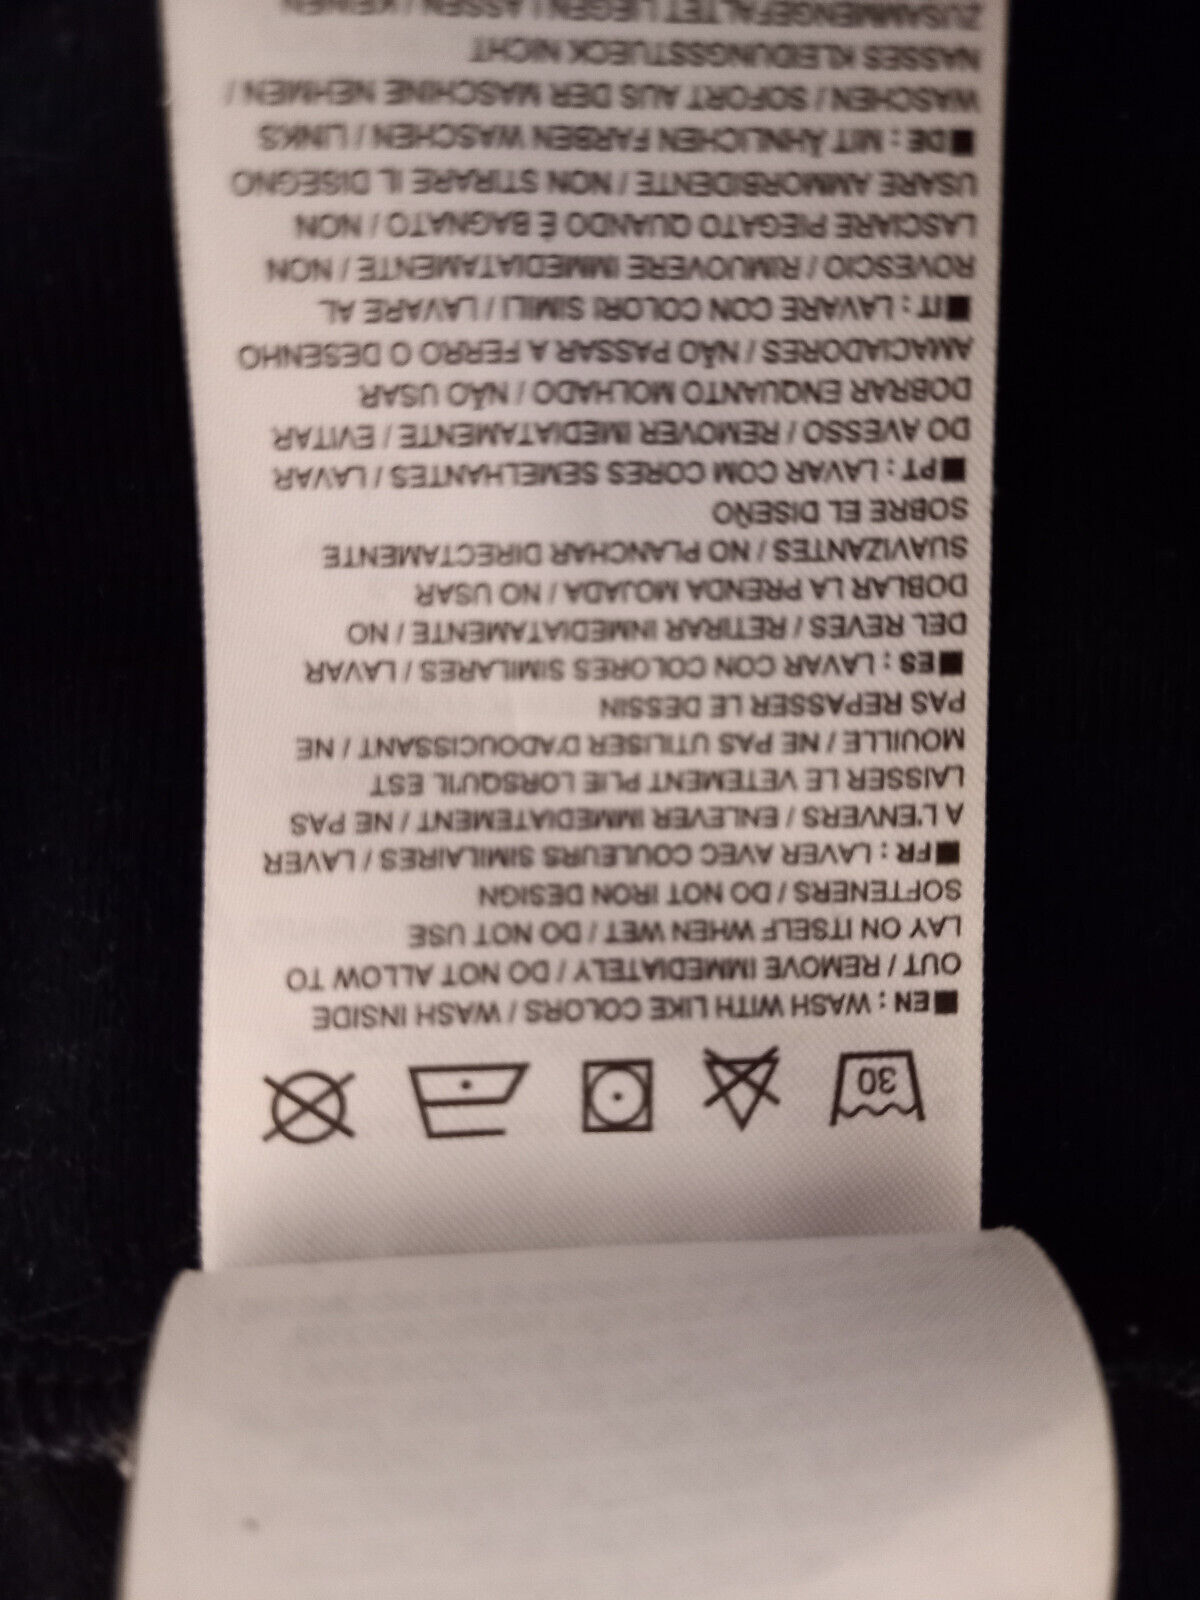 30
■EN : WASH WITH LIKE COLORS / WASH INSIDE
OUT / REMOVE IMMEDIATELY / DO NOT ALLOW TO
LAY ON ITSELF WHEN WET / DO NOT USE
SOFTENERS / DO NOT IRON DESIGN
■FR : LAVER AVEC COULEURS SIMILAIRES / LAVER
A L'ENVERS / ENLEVER IMMEDIATEMENT / NE PAS
LAISSER LE VETEMENT PLIE LORSQU'IL EST
MOUILLE / NE PAS UTILISER D'ADOUCISSANT / NE
PAS REPASSER LE DESSIN
■ES : LAVAR CON COLORES SIMILARES / LAVAR
DEL REVES / RETIRAR INMEDIATAMENTE / NO
DOBLAR LA PRENDA MOJADA / NO USAR
SUAVIZANTES / NO PLANCHAR DIRECTAMENTE
SOBRE EL DISEÑO
■PT : LAVAR COM CORES SEMELHANTES / LAVAR
DO AVESSO / REMOVER IMEDIATAMENTE / EVITAR
DOBRAR ENQUANTO MOLHADO / NÃO USAR
AMACIADORES / NÃO PASSAR A FERRO O DESENHO
■IT : LAVARE CON COLORI SIMILI / LAVARE AL
ROVESCIO / RIMUOVERE IMMEDIATAMENTE / NON
LASCIARE PIEGATO QUANDO È BAGNATO / NON
USARE AMMORBIDENTE / NON STIRARE IL DISEGNO
■DE : MIT ÄHNLICHEN FARBEN WASCHEN / LINKS
WASCHEN / SOFORT AUS DER MASCHINE NEHMEN /
NASSES KLEIDUNGSSTUECK NICHT
ZUSAMMENGEFALTET LIEGEN LASSEN / KEINEN